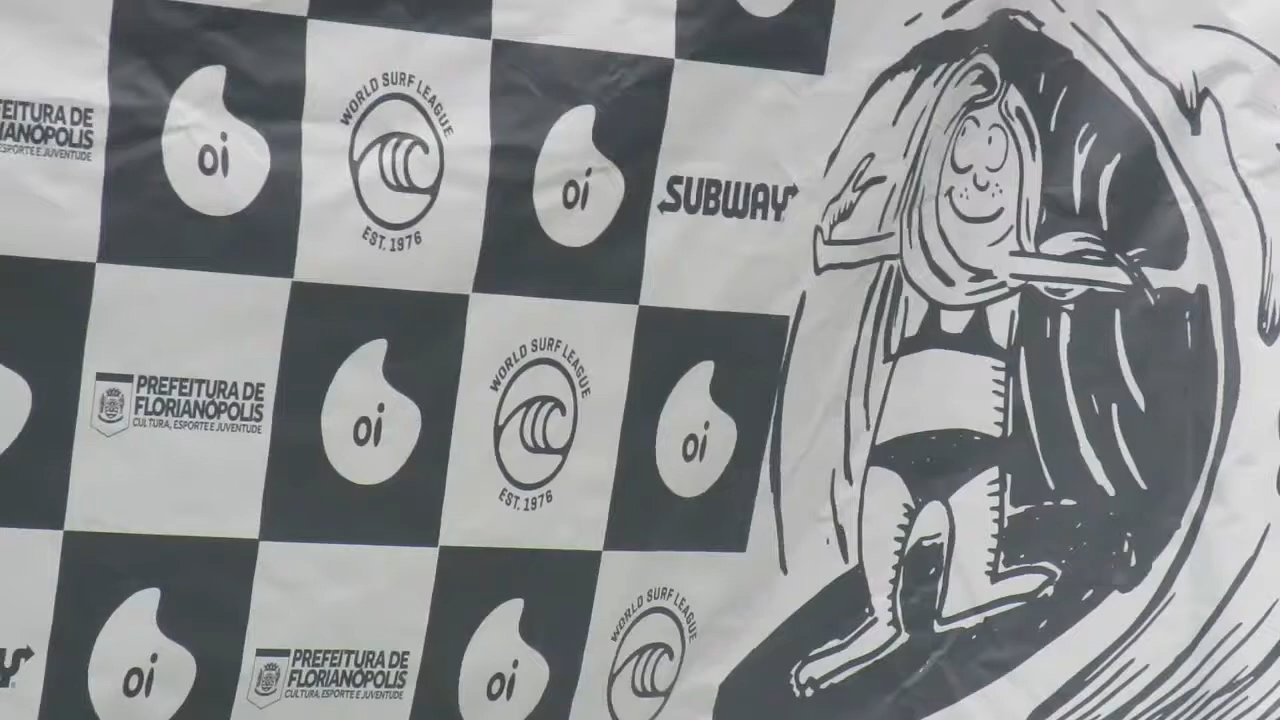 PREFEITURA DE
FLORIANÓPOLIS
CULTURA, ESPORTE E JUVENTUDE
oi
WORLD SURF LEAGUE
EST. 1976
oi
SUBWAY
PREFEITURA DE
FLORIANÓPOLIS
CULTURA, ESPORTE E JUVENTUDE
oi
WORLD SURF LEAGUE
EST. 1976
oi
oi
PREFEITURA DE
FLORIANÓPOLIS
CULTURA, ESPORTE E JUVENTUDE
oi
WORLD SURF LEAGUE